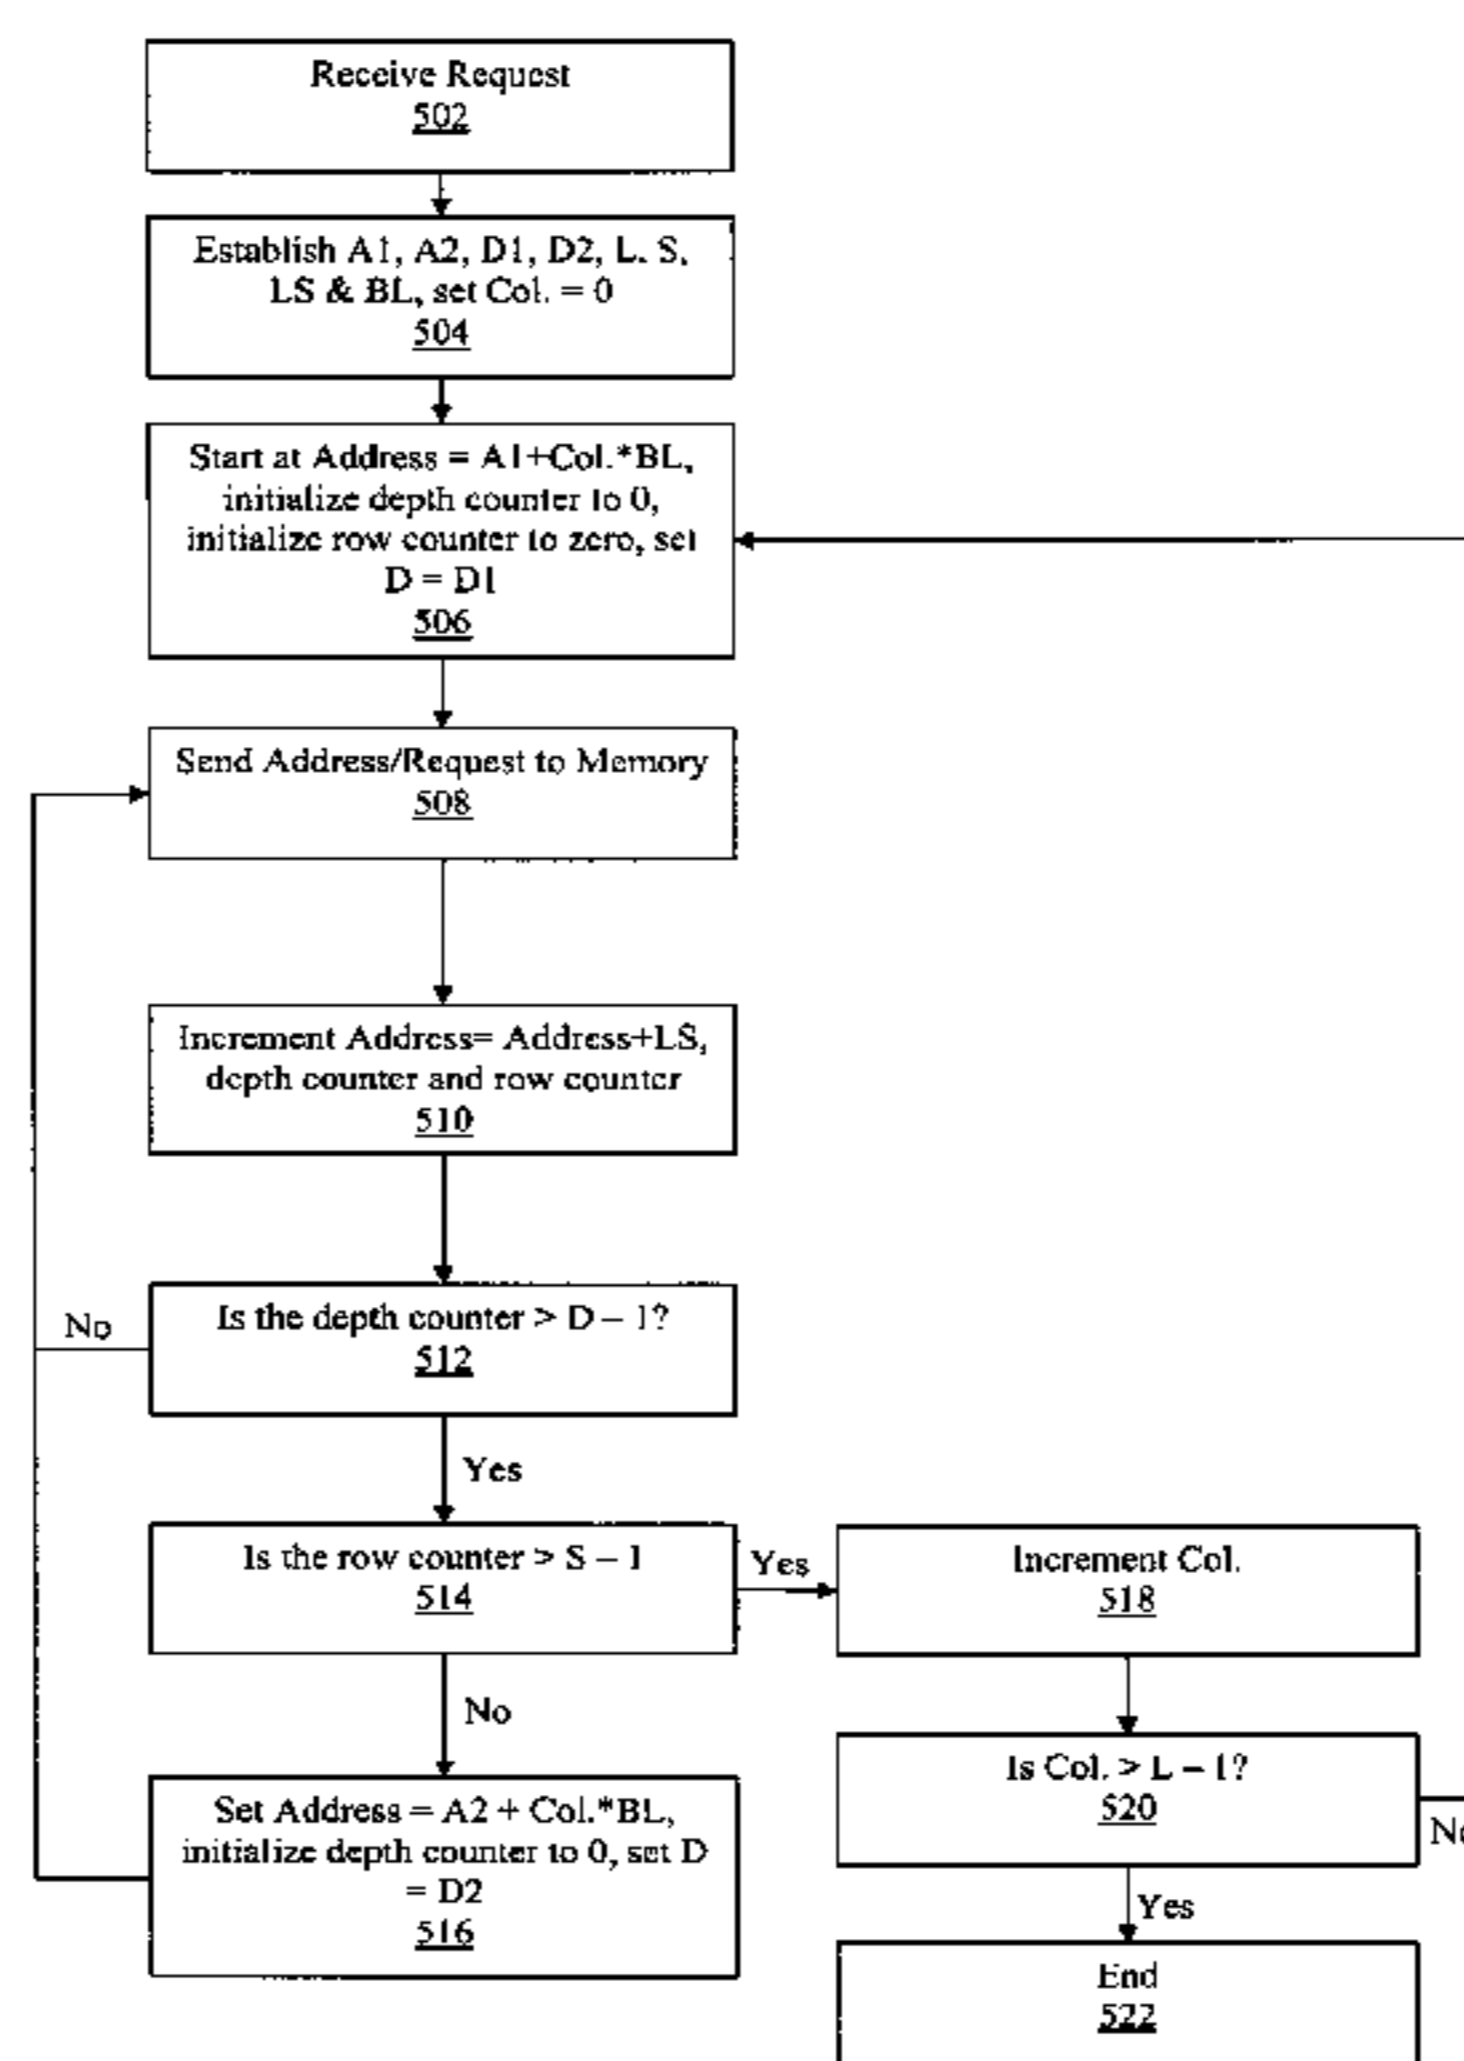 Receive Request
502
Establish A1, A2, D1, D2, L. S,
LS & BL, set Col. = 0
504
Start at Address = A1+Col.*BL,
initialize depth counter to 0,
initialize row counter to zero, set
D = D1
506
Send Address/Request to Memory
508
Increment Address= Address+LS,
depth counter and row counter
510
Is the depth counter > D – 1?
512
No
Yes
Is the row counter > S – 1
514
Yes
Increment Col.
518
No
Is Col. > L – 1?
520
No
Set Address = A2 + Col.*BL,
initialize depth counter to 0, set D
= D2
516
Yes
End
522